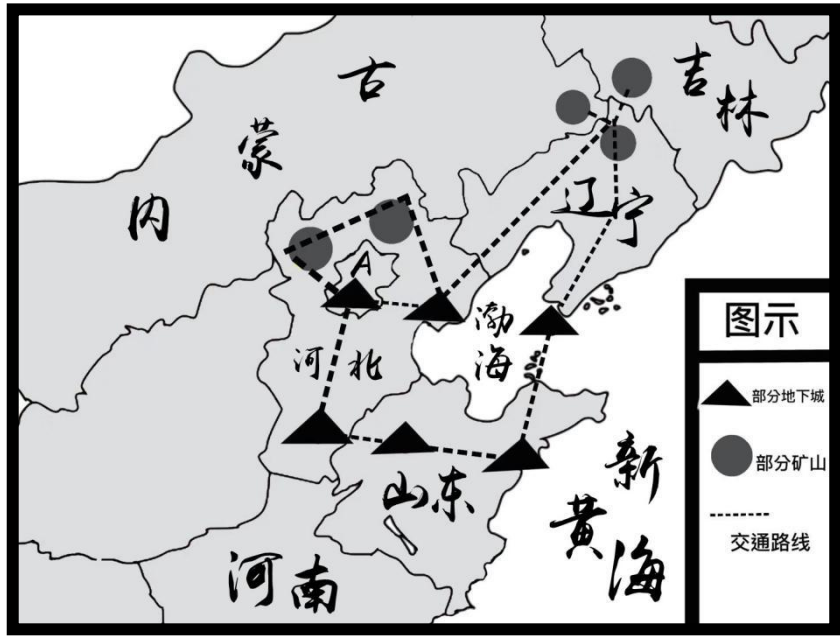 内蒙古
吉林
辽宁
A
渤海
河北
山东
新黄海
河南
图示
部分地下城
部分矿山
交通路线